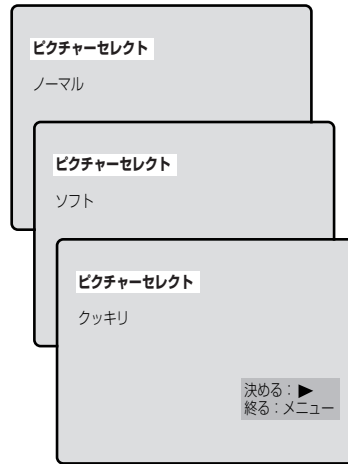 ピクチャーセレクト
ノーマル
ピクチャーセレクト
ソフト
ピクチャーセレクト
クッキリ
決める：▶
終る：メニュー